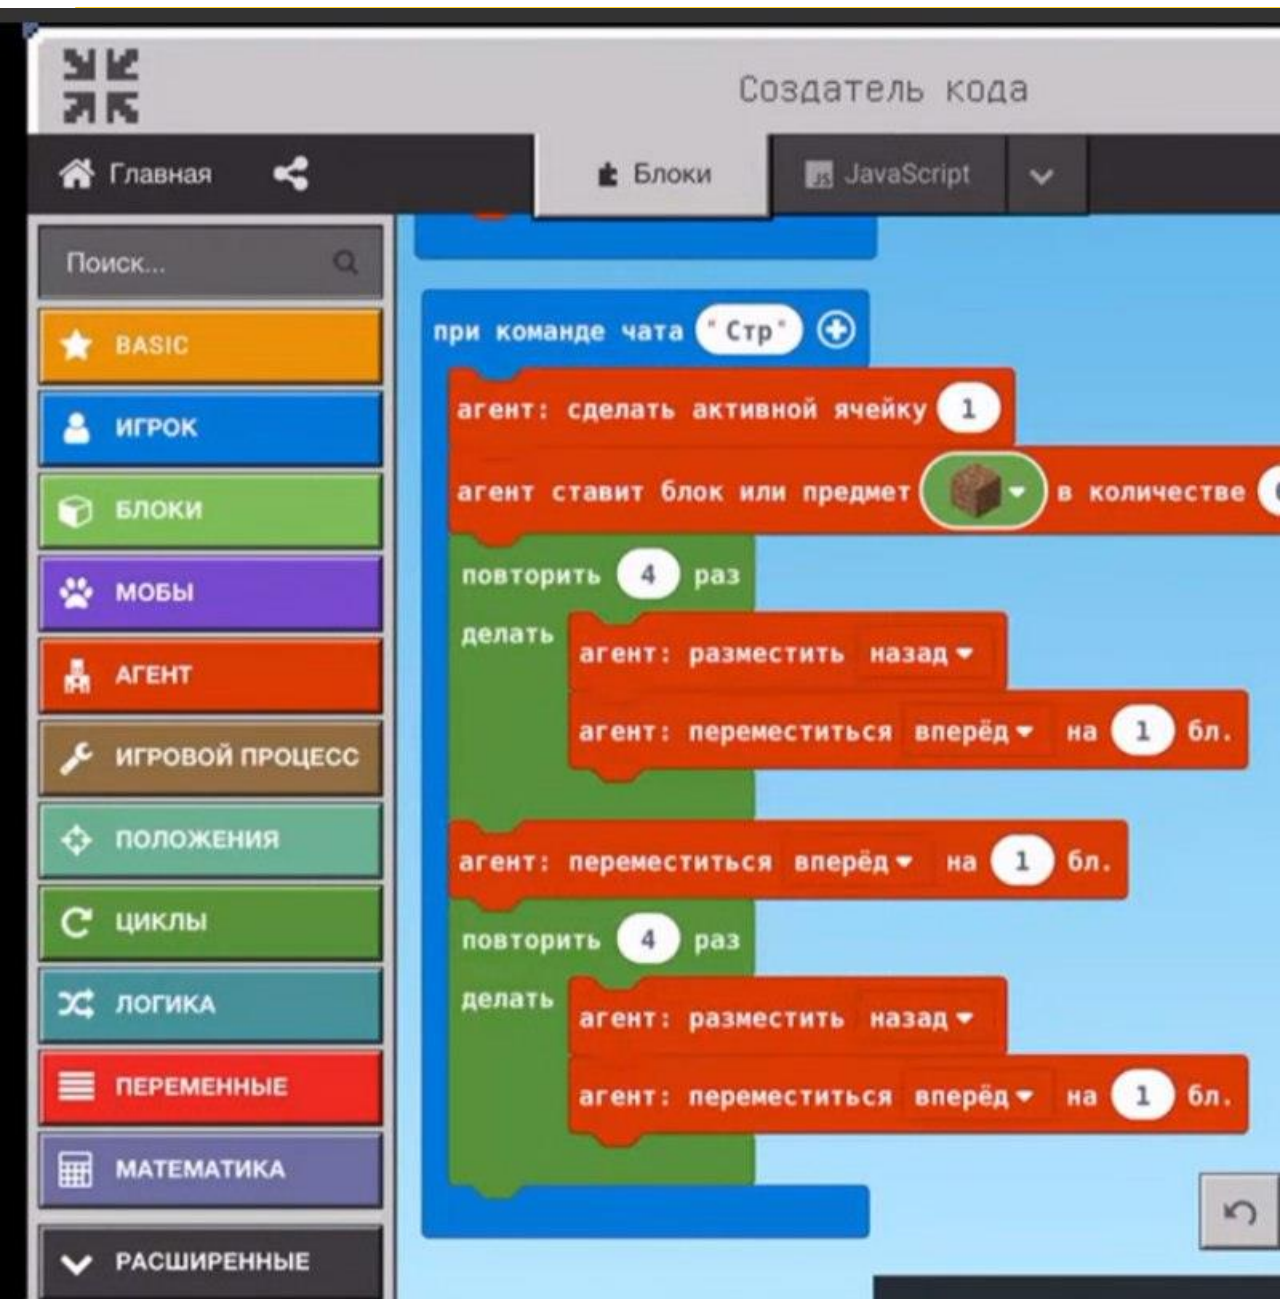 Создатель кода
Главная
Блоки
JavaScript
Поиск...
BASIC
ИГРОК
БЛОКИ
МОБЫ
АГЕНТ
ИГРОВОЙ ПРОЦЕСС
ПОЛОЖЕНИЯ
ЦИКЛЫ
ЛОГИКА
ПЕРЕМЕННЫЕ
МАТЕМАТИКА
РАСШИРЕННЫЕ
при команде чата "Стр"
агент: сделать активной ячейку 1
агент ставит блок или предмет в количестве
повторить 4 раз
делать
агент: разместить назад
агент: переместиться вперёд на 1 бл.
агент: переместиться вперёд на 1 бл.
повторить 4 раз
делать
агент: разместить назад
агент: переместиться вперёд на 1 бл.